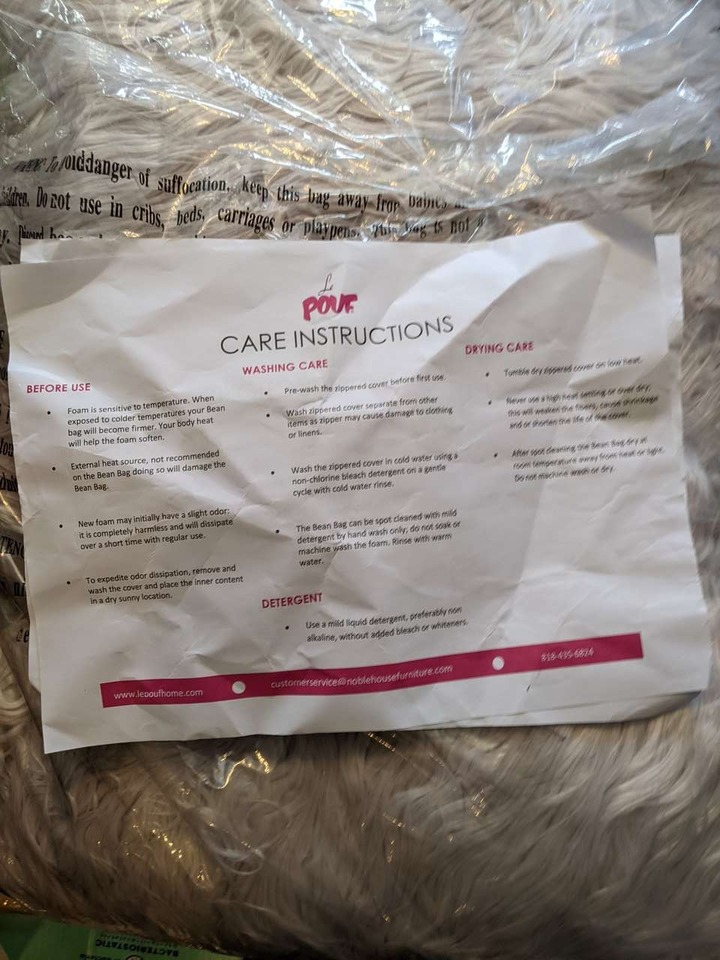 To avoiddanger of suffocation, keep this bag away from babies
children. Do not use in cribs, beds, carriages or playpens. This bag is not a
Le
POUF
CARE INSTRUCTIONS
BEFORE USE
• Foam is sensitive to temperature. When
exposed to colder temperatures your Bean
bag will become firmer. Your body heat
will help the foam soften.
• External heat source, not recommended
on the Bean Bag doing so will damage the
Bean Bag.
• New foam may initially have a slight odor:
it is completely harmless and will dissipate
over a short time with regular use.
• To expedite odor dissipation, remove and
wash the cover and place the inner content
in a dry sunny location.
WASHING CARE
• Pre-wash the zippered cover before first use.
• Wash zippered cover separate from other
items as zipper may cause damage to clothing
or linens.
• Wash the zippered cover in cold water using a
non-chlorine bleach detergent on a gentle
cycle with cold water rinse.
• The Bean Bag can be spot cleaned with mild
detergent by hand wash only; do not soak or
machine wash the foam. Rinse with warm
water.
DETERGENT
• Use a mild liquid detergent, preferably non
alkaline, without added bleach or whiteners.
DRYING CARE
• Tumble dry zippered cover on low heat.
• Never use a high heat setting or over dry,
this will weaken the fibers, cause shrinkage
and or shorten the life of the cover.
• After spot cleaning the Bean Bag dry at
room temperature away from heat or light.
Do not machine wash or dry.
www.lepoufhome.com
customerservice@noblehousefurniture.com
818-435-6824
BACTERIOSTATIC